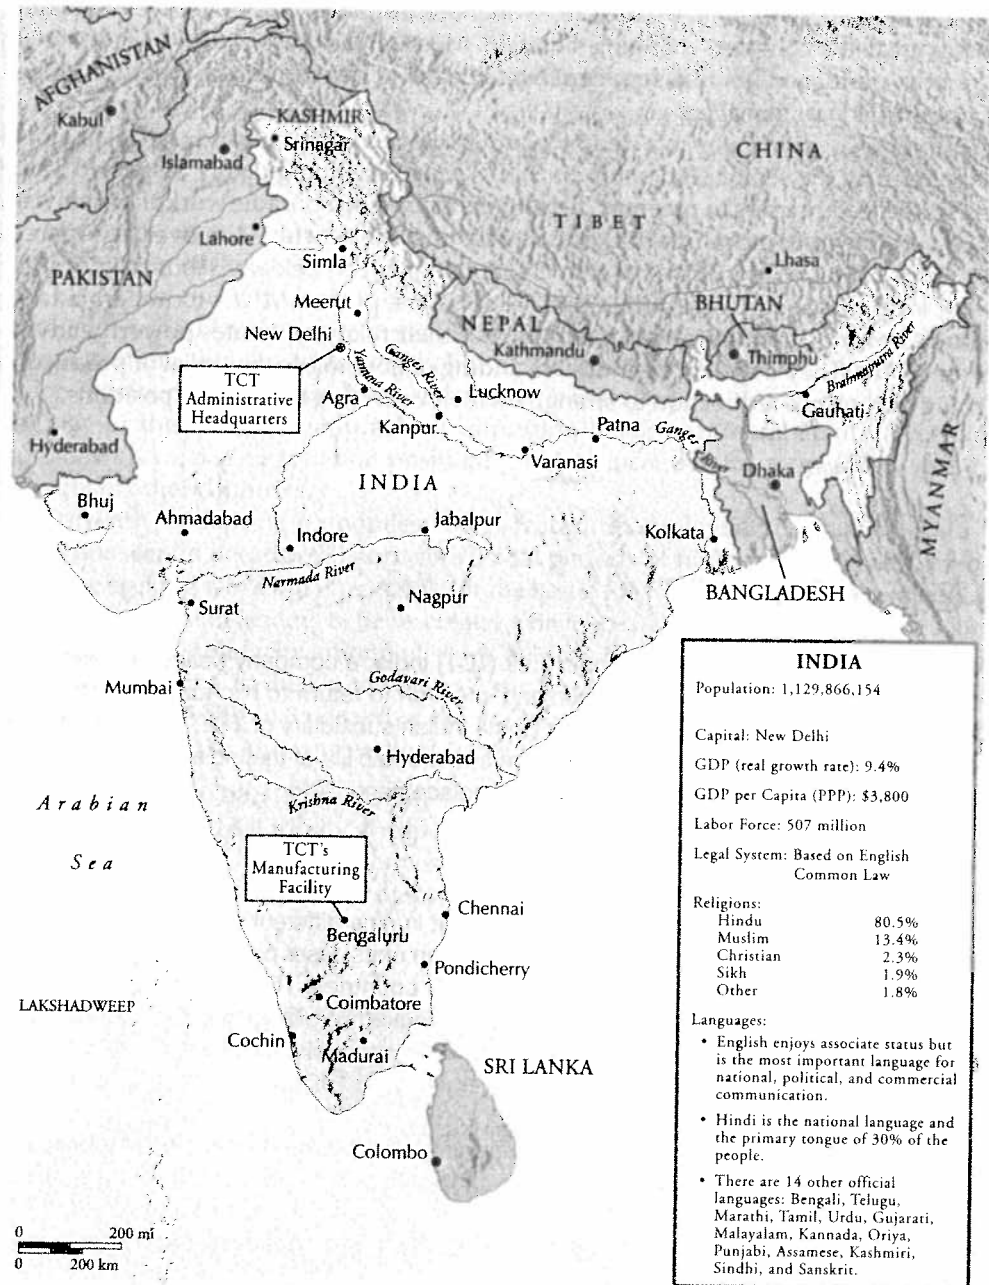 AFGHANISTAN
Kabul
KASHMIR
Srinagar
Islamabad
CHINA
TIBET
Lahore
Simla
Lhasa
PAKISTAN
Meerut
BHUTAN
New Delhi
NEPAL
Kathmandu
Thimphu
Brahmapura River
TCT
Administrative
Headquarters
Ganges River
Yamuna River
Agra
Lucknow
Gauhati
Kanpur
Patna
Ganges
River
Hyderabad
Varanasi
Dhaka
MYANMAR
INDIA
Bhuj
Ahmadabad
Indore
Jabalpur
Kolkata
Narmada River
BANGLADESH
Surat
Nagpur
Mumbai
Godavari River
Hyderabad
Arabian
Sea
Krishna River
TCT's
Manufacturing
Facility
Chennai
Bengaluru
Pondicherry
LAKSHADWEEP
Coimbatore
Cochin
Madurai
SRI LANKA
Colombo
0 200 mi
0 200 km
INDIA
Population: 1,129,866,154
Capital: New Delhi
GDP (real growth rate): 9.4%
GDP per Capita (PPP): $3,800
Labor Force: 507 million
Legal System: Based on English
Common Law
Religions:
Hindu 80.5%
Muslim 13.4%
Christian 2.3%
Sikh 1.9%
Other 1.8%
Languages:
• English enjoys associate status but
is the most important language for
national, political, and commercial
communication.
• Hindi is the national language and
the primary tongue of 30% of the
people.
• There are 14 other official
languages: Bengali, Telugu,
Marathi, Tamil, Urdu, Gujarati,
Malayalam, Kannada, Oriya,
Punjabi, Assamese, Kashmiri,
Sindhi, and Sanskrit.